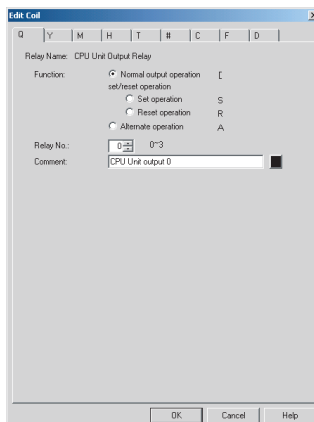 Edit Coil
Q Y M H T # C F D
Relay Name: CPU Unit Output Relay
Function: Normal output operation [
set/reset operation
Set operation S
Reset operation R
Alternate operation A
Relay No.: 0 0~3
Comment: CPU Unit output 0
OK Cancel Help